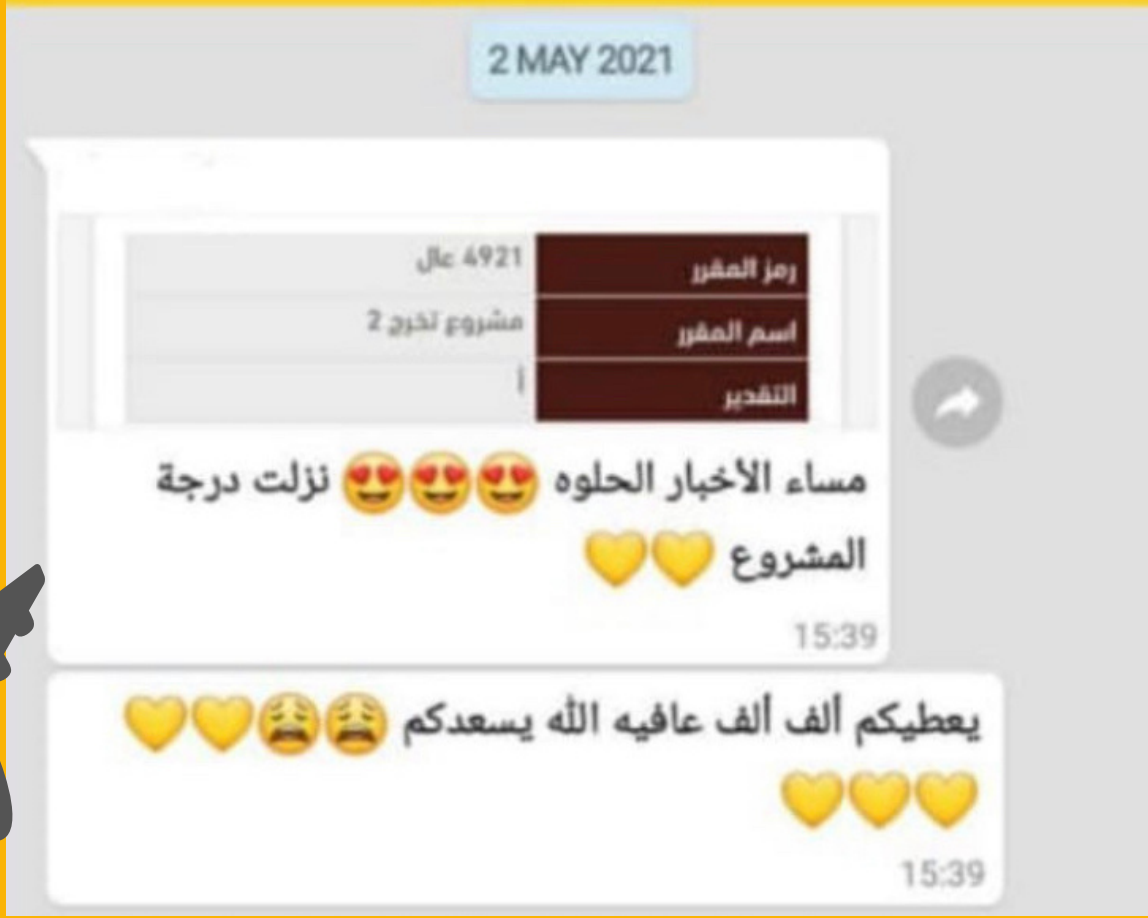 2 MAY 2021
رمز المقرر 4921 عال
اسم المقرر مشروع تخرج 2
التقدير أ
مساء الأخبار الحلوه 😍😍😍 نزلت درجة
المشروع 💛💛
15:39
يعطيكم ألف ألف عافيه الله يسعدكم 😩😩💛💛
💛💛💛
15:39